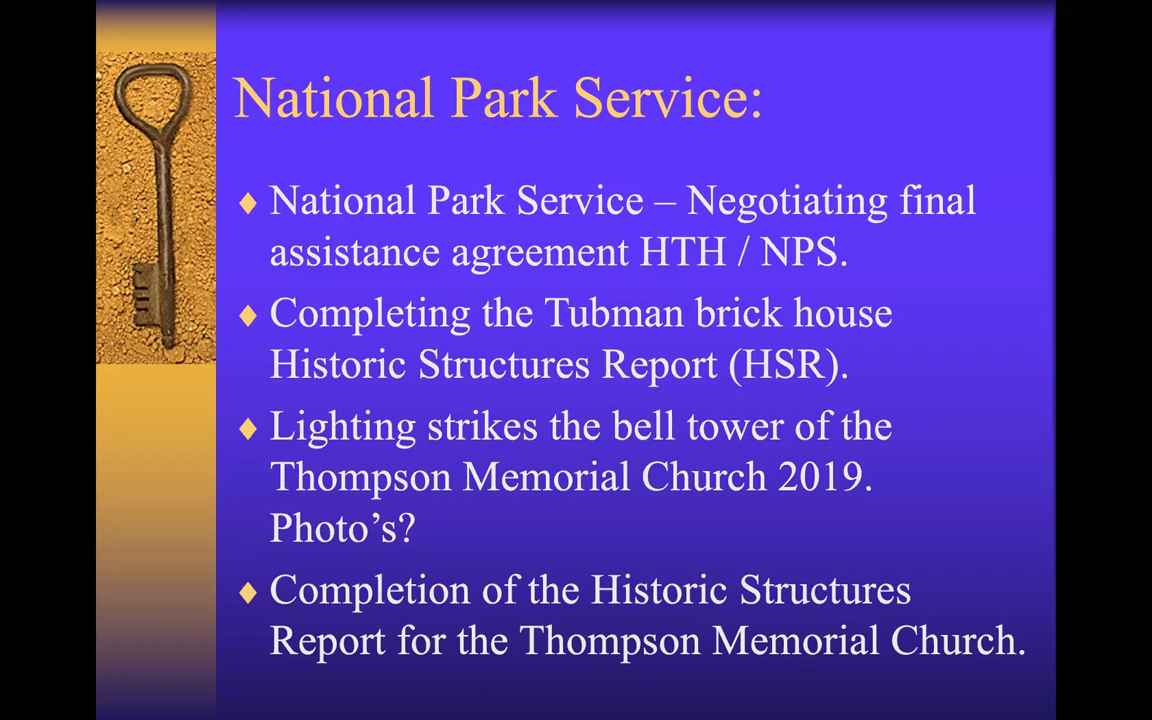 National Park Service:
National Park Service – Negotiating final
assistance agreement HTH / NPS.
Completing the Tubman brick house
Historic Structures Report (HSR).
Lighting strikes the bell tower of the
Thompson Memorial Church 2019.
Photo’s?
Completion of the Historic Structures
Report for the Thompson Memorial Church.